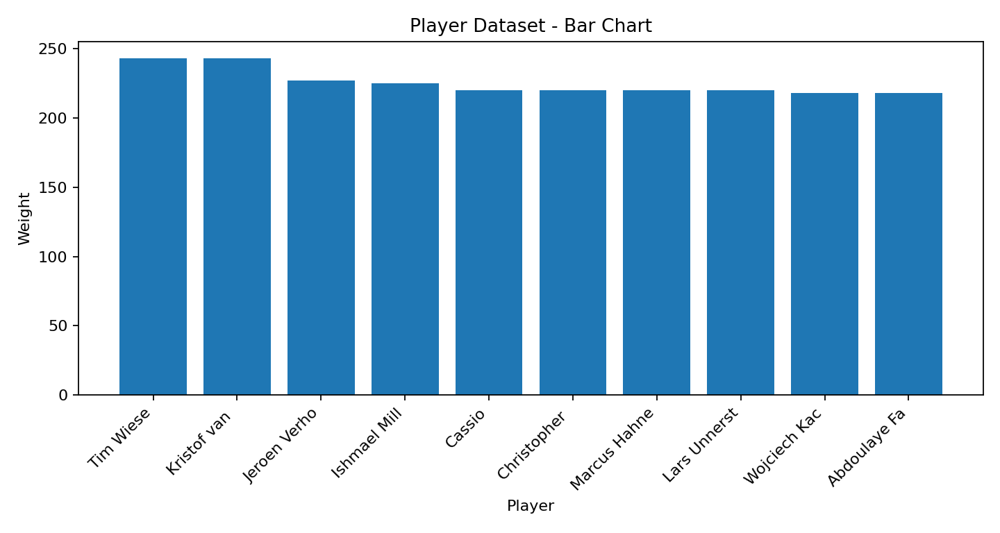 Player Dataset - Bar Chart
250
200
150
100
50
0
Weight
Tim Wiese
Kristof van
Jeroen Verho
Ishmael Mill
Cassio
Christopher
Marcus Hahne
Lars Unnerst
Wojciech Kac
Abdoulaye Fa
Player